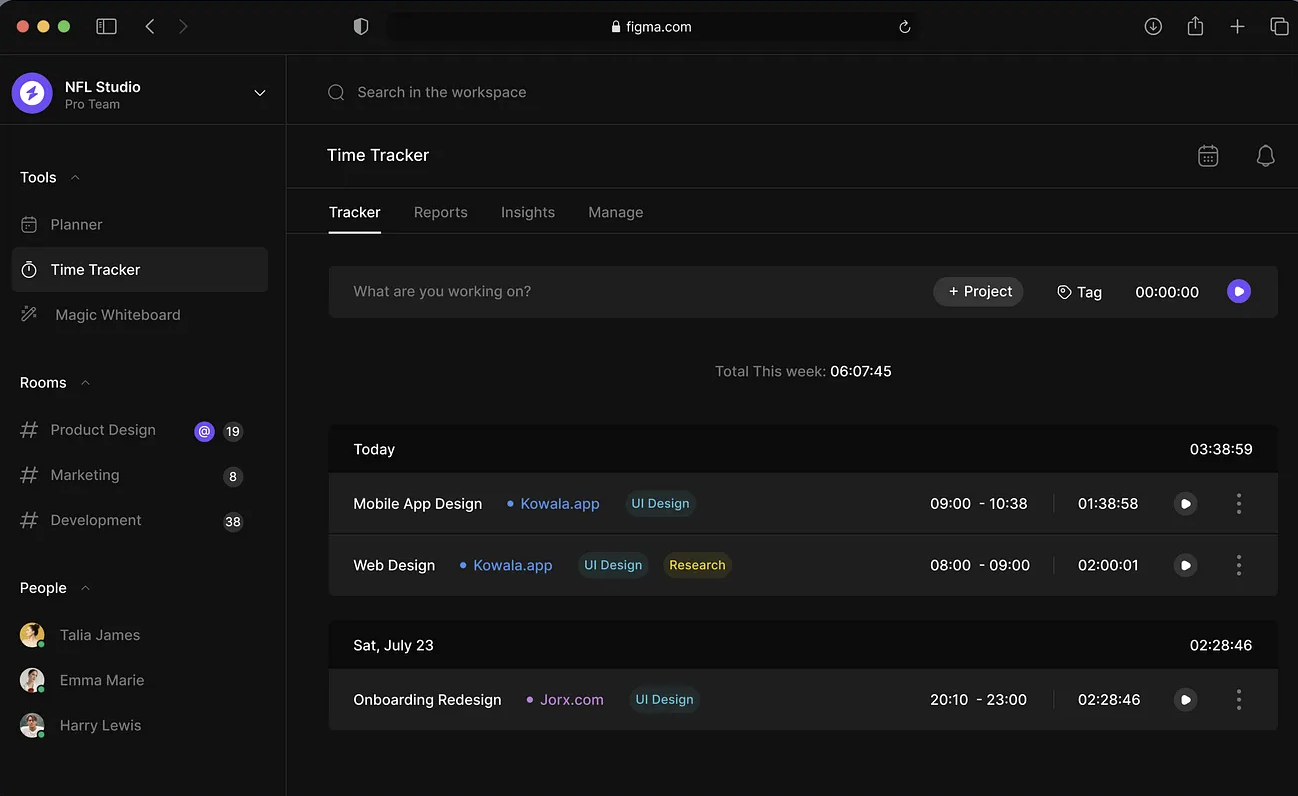 figma.com
NFL Studio
Pro Team
Search in the workspace
Time Tracker
Tools
Planner
Time Tracker
Magic Whiteboard
Rooms
# Product Design @ 19
# Marketing 8
# Development 38
People
Talia James
Emma Marie
Harry Lewis
Tracker Reports Insights Manage
What are you working on? + Project Tag 00:00:00
Total This week: 06:07:45
Today 03:38:59
Mobile App Design • Kowala.app UI Design 09:00 - 10:38 01:38:58
Web Design • Kowala.app UI Design Research 08:00 - 09:00 02:00:01
Sat, July 23 02:28:46
Onboarding Redesign • Jorx.com UI Design 20:10 - 23:00 02:28:46